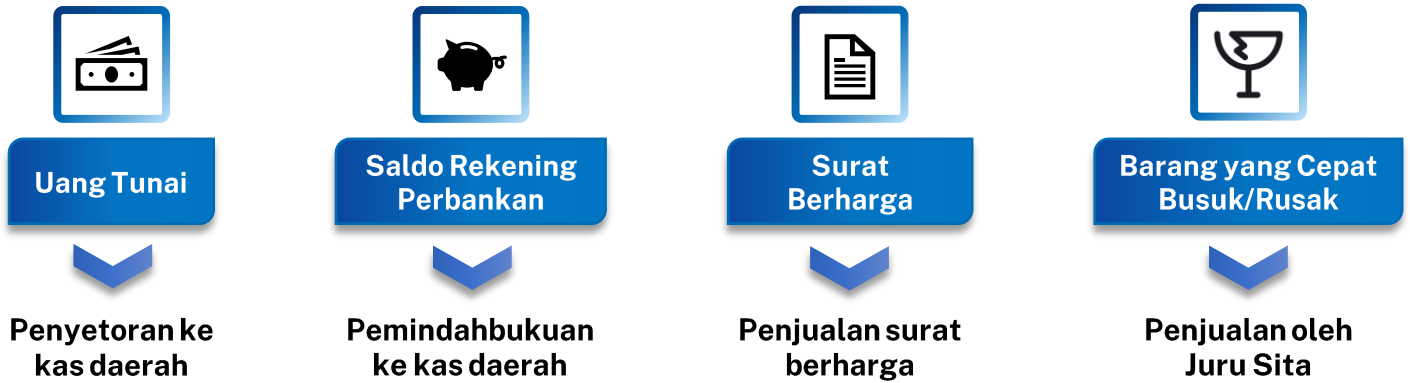 Uang Tunai
Penyetoran ke
kas daerah
Saldo Rekening
Perbankan
Pemindahbukuan
ke kas daerah
Surat
Berharga
Penjualan surat
berharga
Barang yang Cepat
Busuk/Rusak
Penjualan oleh
Juru Sita